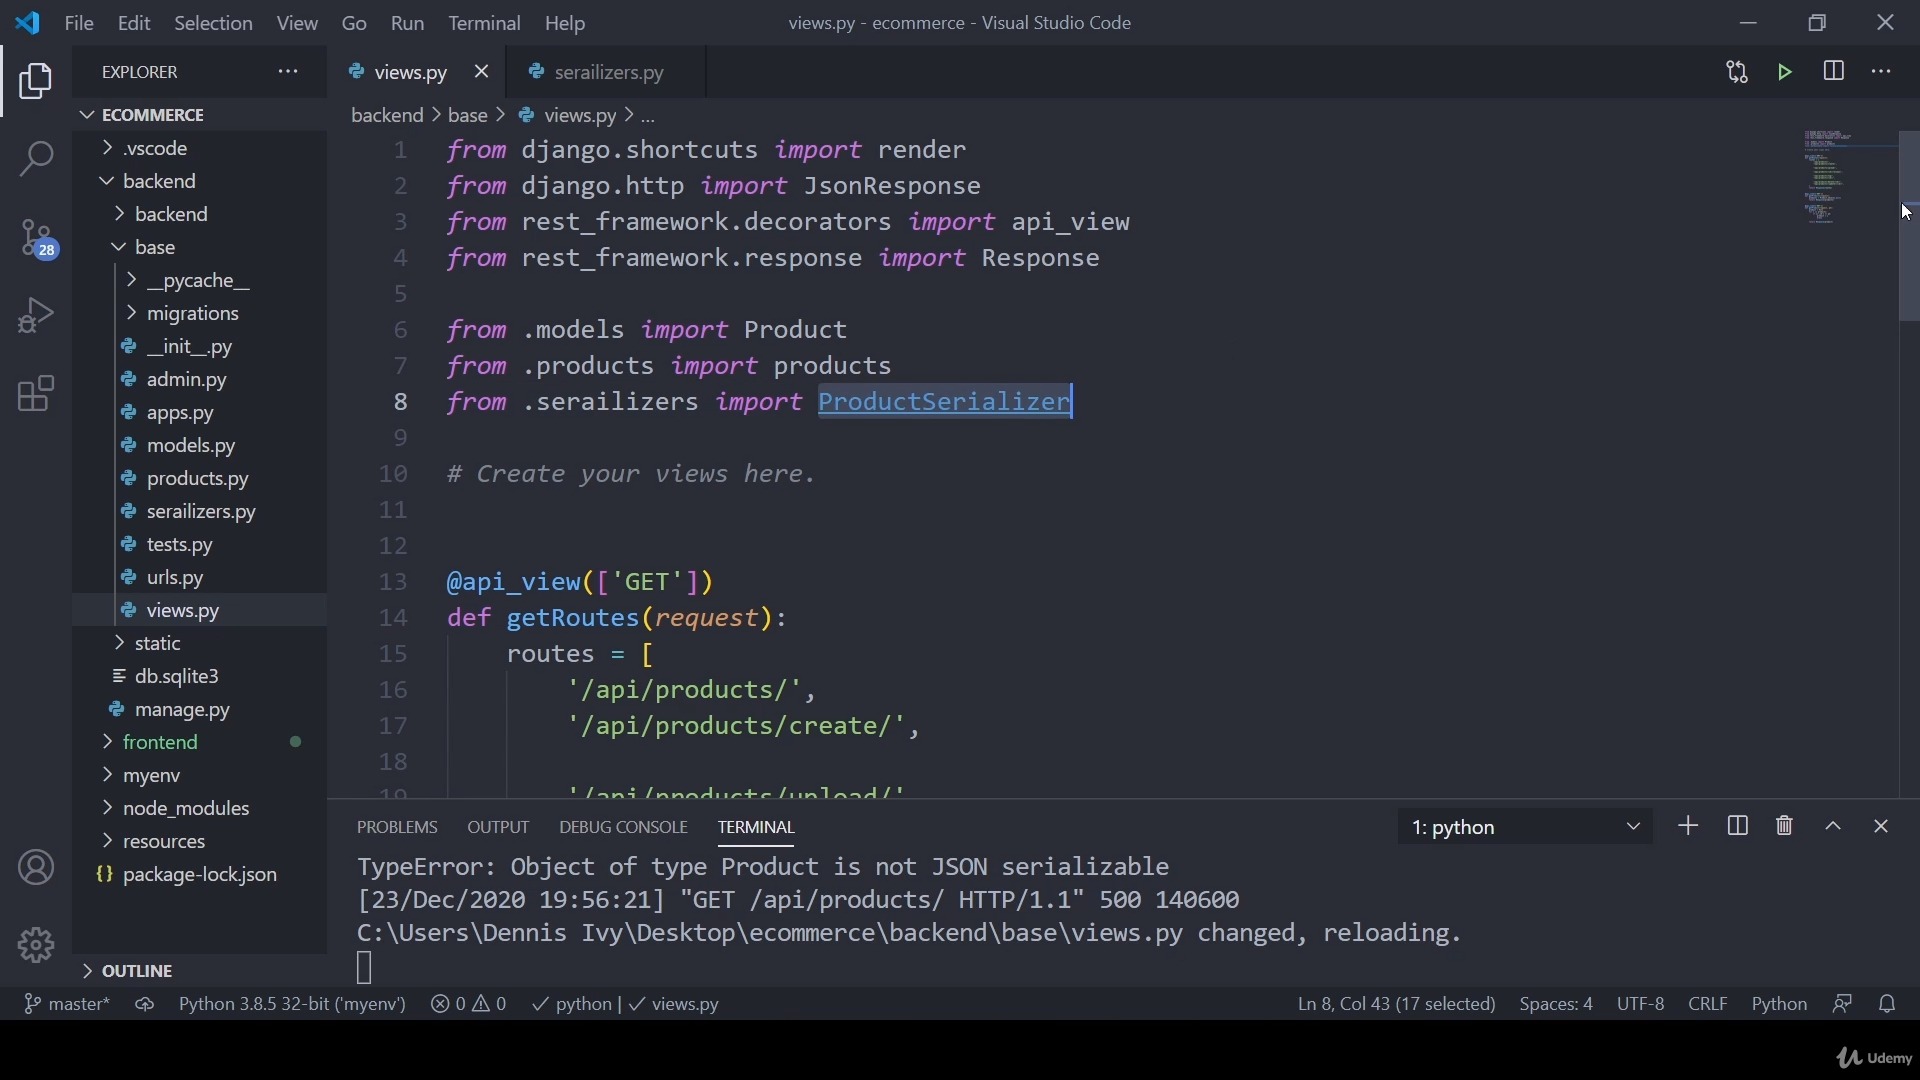 File Edit Selection View Go Run Terminal Help
views.py - ecommerce - Visual Studio Code
EXPLORER
views.py
serailizers.py
ECOMMERCE
backend > base > views.py > ...
.vscode
backend
backend
base
__pycache__
migrations
__init__.py
admin.py
apps.py
models.py
products.py
serailizers.py
tests.py
urls.py
views.py
static
db.sqlite3
manage.py
frontend
myenv
node_modules
resources
package-lock.json
OUTLINE
28
1 from django.shortcuts import render
2 from django.http import JsonResponse
3 from rest_framework.decorators import api_view
4 from rest_framework.response import Response
5
6 from .models import Product
7 from .products import products
8 from .serailizers import ProductSerializer
9
10 # Create your views here.
11
12
13 @api_view(['GET'])
14 def getRoutes(request):
15 routes = [
16 '/api/products/',
17 '/api/products/create/',
18
19 '/api/products/upload/'
PROBLEMS OUTPUT DEBUG CONSOLE TERMINAL
1: python
TypeError: Object of type Product is not JSON serializable
[23/Dec/2020 19:56:21] "GET /api/products/ HTTP/1.1" 500 140600
C:\Users\Dennis Ivy\Desktop\ecommerce\backend\base\views.py changed, reloading.
master* Python 3.8.5 32-bit ('myenv') 0 0 python | views.py
Ln 8, Col 43 (17 selected) Spaces: 4 UTF-8 CRLF Python
Udemy